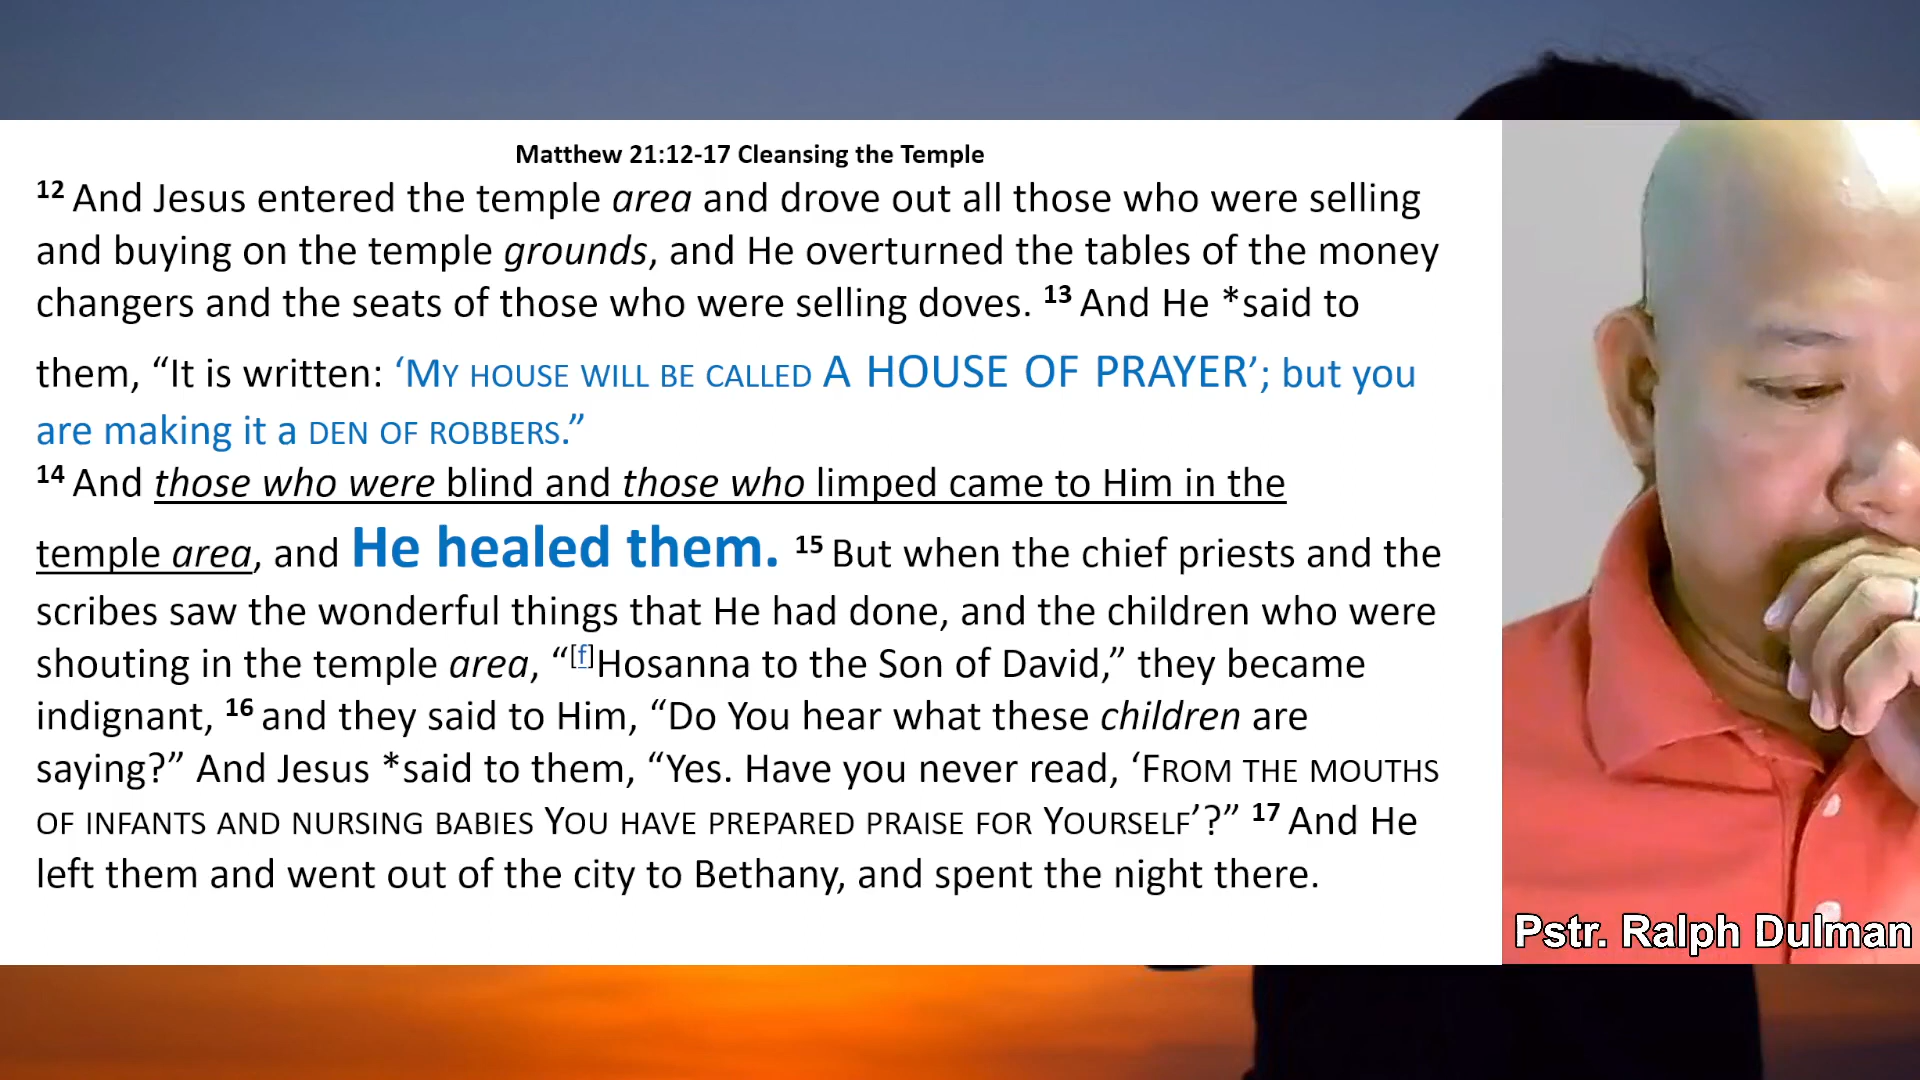 Matthew 21:12-17 Cleansing the Temple
12 And Jesus entered the temple area and drove out all those who were selling
and buying on the temple grounds, and He overturned the tables of the money
changers and the seats of those who were selling doves. 13 And He *said to
them, “It is written: ‘MY HOUSE WILL BE CALLED A HOUSE OF PRAYER’; but you
are making it a DEN OF ROBBERS.”
14 And those who were blind and those who limped came to Him in the
temple area, and He healed them. 15 But when the chief priests and the
scribes saw the wonderful things that He had done, and the children who were
shouting in the temple area, “[f]Hosanna to the Son of David,” they became
indignant, 16 and they said to Him, “Do You hear what these children are
saying?” And Jesus *said to them, “Yes. Have you never read, ‘FROM THE MOUTHS
OF INFANTS AND NURSING BABIES YOU HAVE PREPARED PRAISE FOR YOURSELF’?” 17 And He
left them and went out of the city to Bethany, and spent the night there.
Pstr. Ralph Dulman